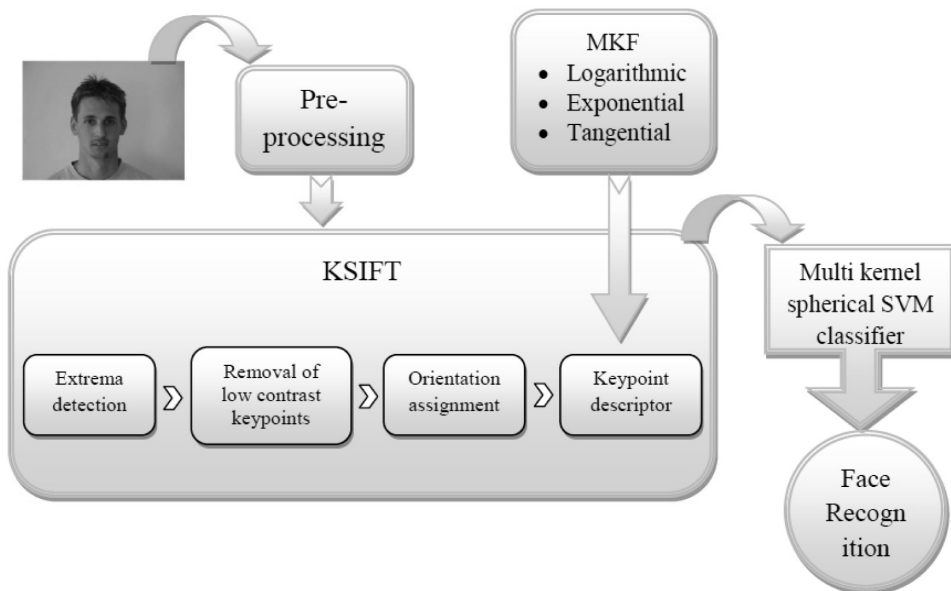 Pre-
processing
MKF
• Logarithmic
• Exponential
• Tangential
KSIFT
Extrema
detection
Removal of
low contrast
keypoints
Orientation
assignment
Keypoint
descriptor
Multi kernel
spherical SVM
classifier
Face
Recogn
ition